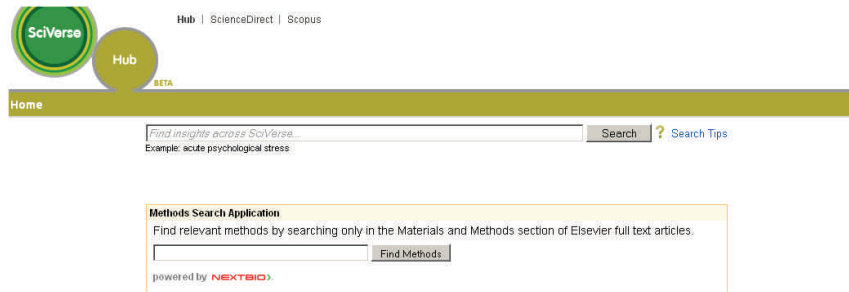 SciVerse
Hub
BETA
Hub | ScienceDirect | Scopus
Home
Find insights across SciVerse...
Search
? Search Tips
Example: acute psychological stress
Methods Search Application
Find relevant methods by searching only in the Materials and Methods section of Elsevier full text articles.
Find Methods
powered by NEXTBIO